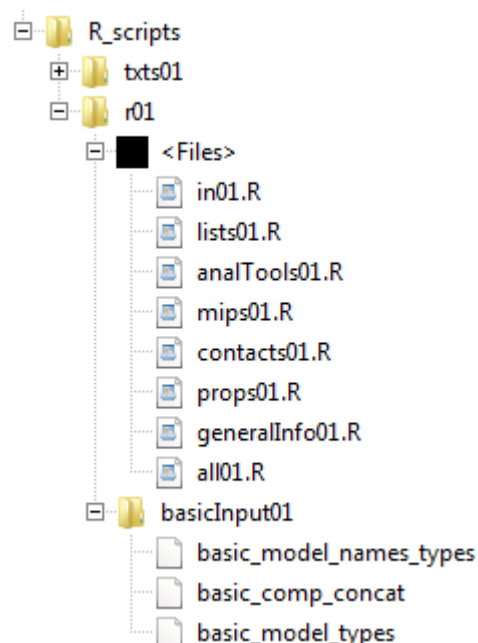 R_scripts
txts01
r01
<Files>
in01.R
lists01.R
analTools01.R
mips01.R
contacts01.R
props01.R
generalInfo01.R
all01.R
basicInput01
basic_model_names_types
basic_comp_concat
basic_model_types